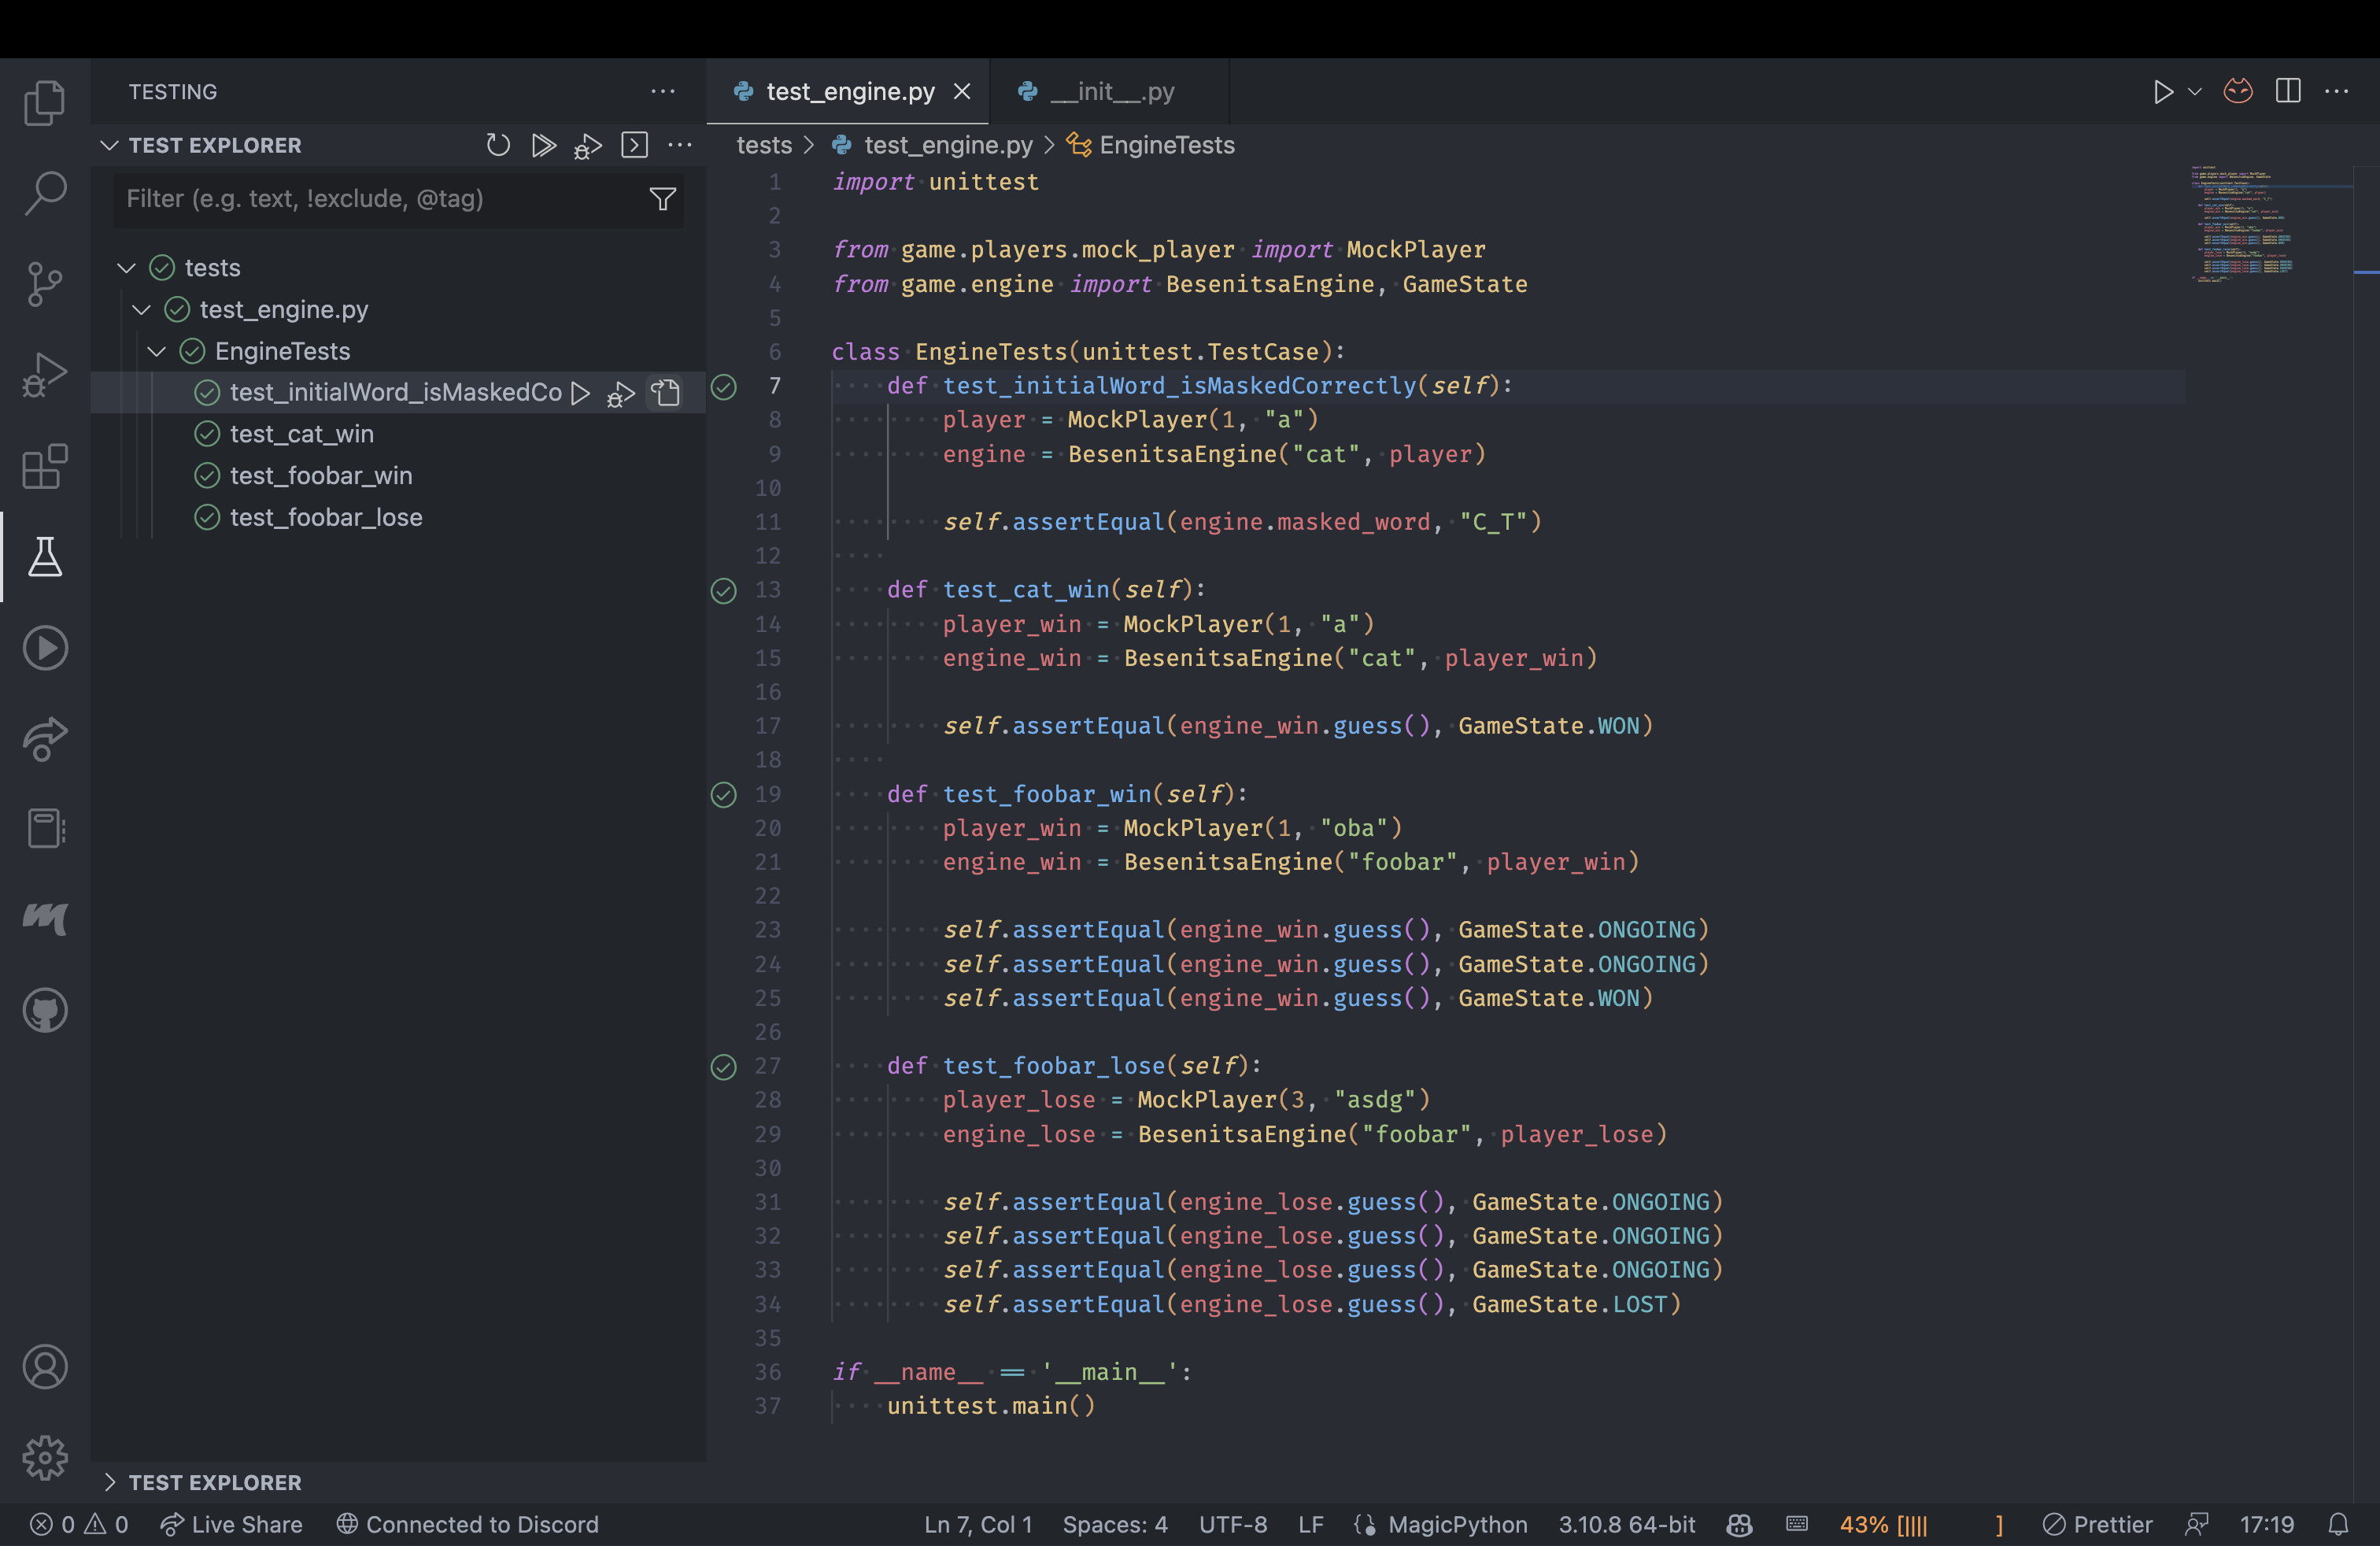 TESTING
TEST EXPLORER
Filter (e.g. text, !exclude, @tag)
tests
test_engine.py
EngineTests
test_initialWord_isMaskedCo
test_cat_win
test_foobar_win
test_foobar_lose
TEST EXPLORER
test_engine.py
__init__.py
tests > test_engine.py > EngineTests
1 import unittest
2
3 from game.players.mock_player import MockPlayer
4 from game.engine import BesenitsaEngine, GameState
5
6 class EngineTests(unittest.TestCase):
7 def test_initialWord_isMaskedCorrectly(self):
8 player = MockPlayer(1, "a")
9 engine = BesenitsaEngine("cat", player)
10
11 self.assertEqual(engine.masked_word, "C_T")
12
13 def test_cat_win(self):
14 player_win = MockPlayer(1, "a")
15 engine_win = BesenitsaEngine("cat", player_win)
16
17 self.assertEqual(engine_win.guess(), GameState.WON)
18
19 def test_foobar_win(self):
20 player_win = MockPlayer(1, "oba")
21 engine_win = BesenitsaEngine("foobar", player_win)
22
23 self.assertEqual(engine_win.guess(), GameState.ONGOING)
24 self.assertEqual(engine_win.guess(), GameState.ONGOING)
25 self.assertEqual(engine_win.guess(), GameState.WON)
26
27 def test_foobar_lose(self):
28 player_lose = MockPlayer(3, "asdg")
29 engine_lose = BesenitsaEngine("foobar", player_lose)
30
31 self.assertEqual(engine_lose.guess(), GameState.ONGOING)
32 self.assertEqual(engine_lose.guess(), GameState.ONGOING)
33 self.assertEqual(engine_lose.guess(), GameState.ONGOING)
34 self.assertEqual(engine_lose.guess(), GameState.LOST)
35
36 if __name__ == '__main__':
37 unittest.main()
0 0 Live Share Connected to Discord Ln 7, Col 1 Spaces: 4 UTF-8 LF MagicPython 3.10.8 64-bit 43% [|||| ] Prettier 17:19